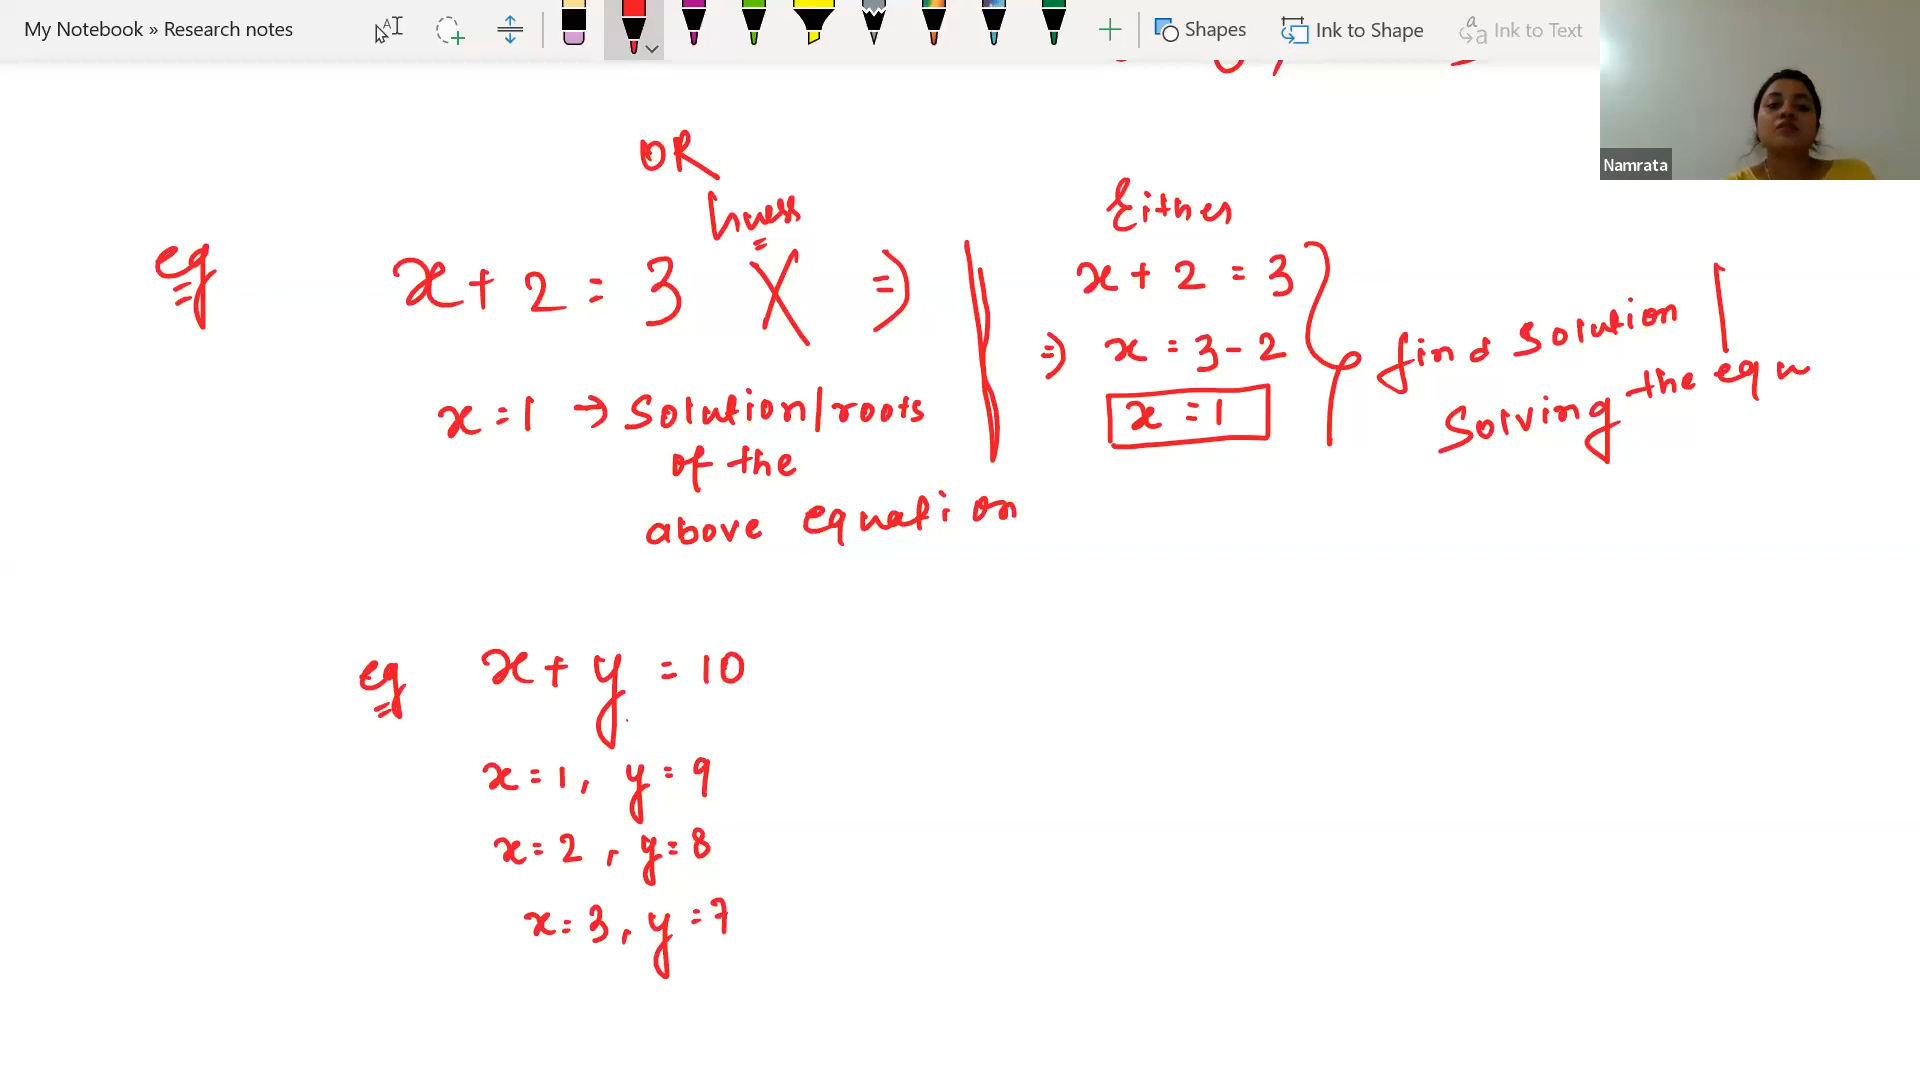 My Notebook » Research notes
Shapes
Ink to Shape
Ink to Text
Namrata
OR
Guess
eg
x + 2 = 3 X ⇒
x = 1 → Solution/roots
of the
above equation
Either
x + 2 = 3
⇒ x = 3 - 2
x = 1
find solution
Solving the eqn
eg x + y = 10
x = 1, y = 9
x = 2, y = 8
x = 3, y = 7